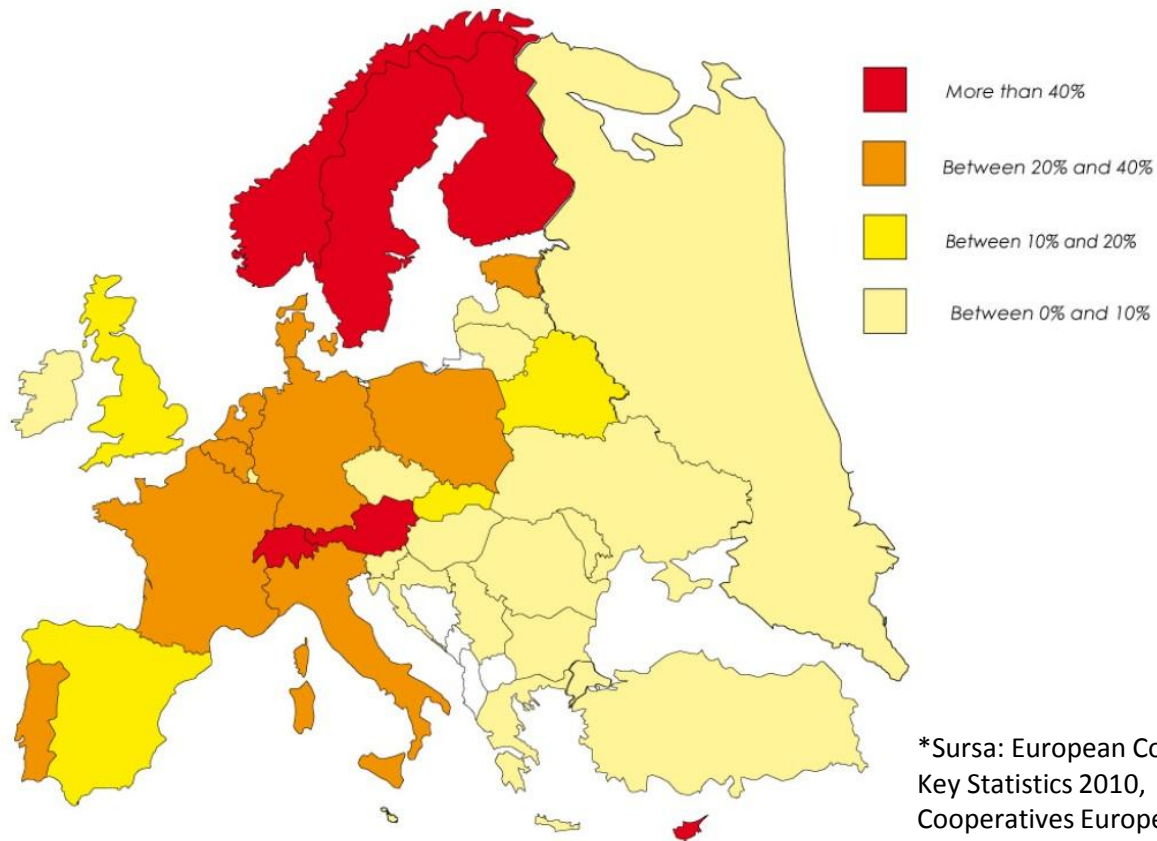 More than 40%
Between 20% and 40%
Between 10% and 20%
Between 0% and 10%
*Sursa: European Co
Key Statistics 2010,
Cooperatives Europe